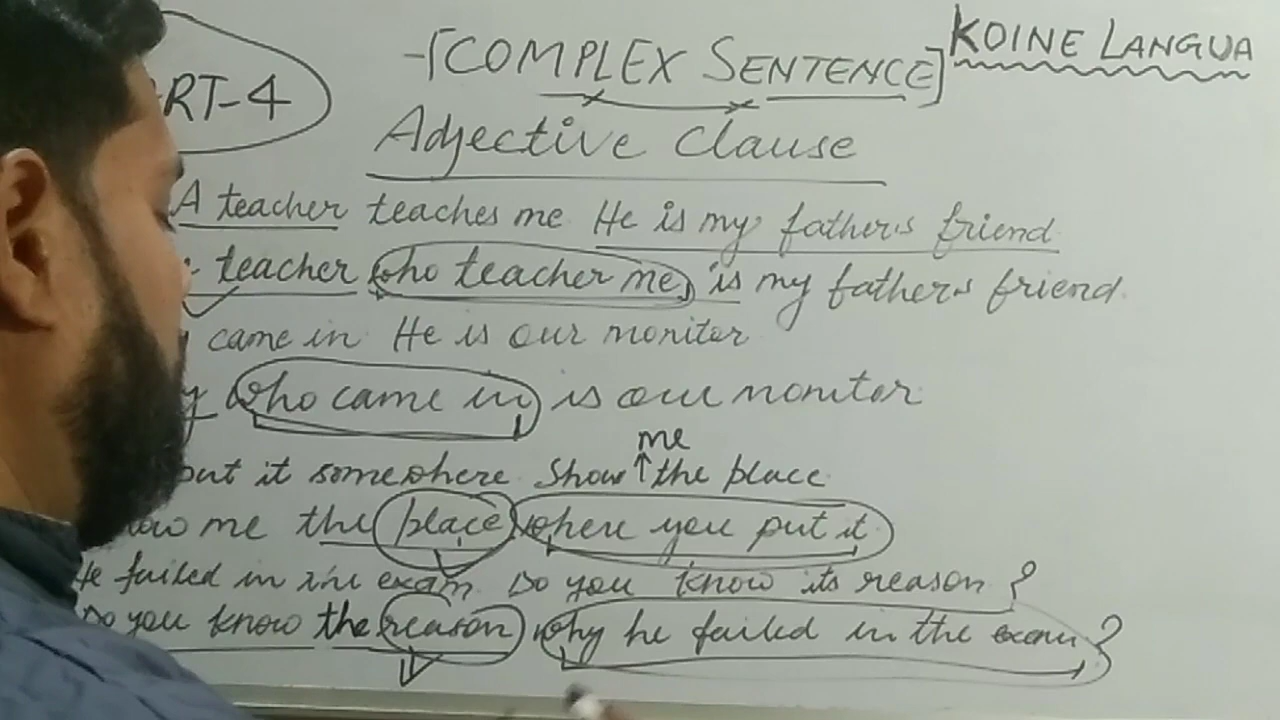 RT-4
[COMPLEX SENTENCE]
KOINE LANGUA
Adjective Clause
A teacher teaches me He is my father's friend
teacher who teacher me, is my father's friend.
came in He is our monitor
who came in is our monitor
me
put it somewhere Show ↑ the place
me the place where you put it
He failed in the exam. Do you know its reason?
Do you know the reason why he failed in the exam?